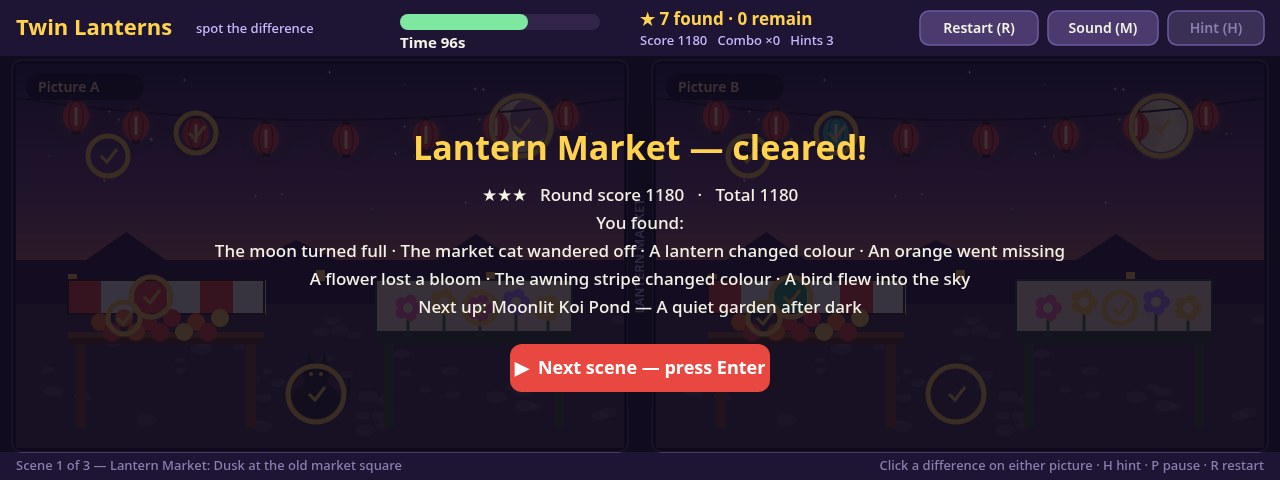 Twin Lanterns spot the difference
Time 96s
★ 7 found · 0 remain
Score 1180 Combo ×0 Hints 3
Restart (R) Sound (M) Hint (H)
Picture A
Picture B
LANTERN MARKET
Lantern Market — cleared!
★★★ Round score 1180 · Total 1180
You found:
The moon turned full · The market cat wandered off · A lantern changed colour · An orange went missing
A flower lost a bloom · The awning stripe changed colour · A bird flew into the sky
Next up: Moonlit Koi Pond — A quiet garden after dark
▶ Next scene — press Enter
Scene 1 of 3 — Lantern Market: Dusk at the old market square
Click a difference on either picture · H hint · P pause · R restart